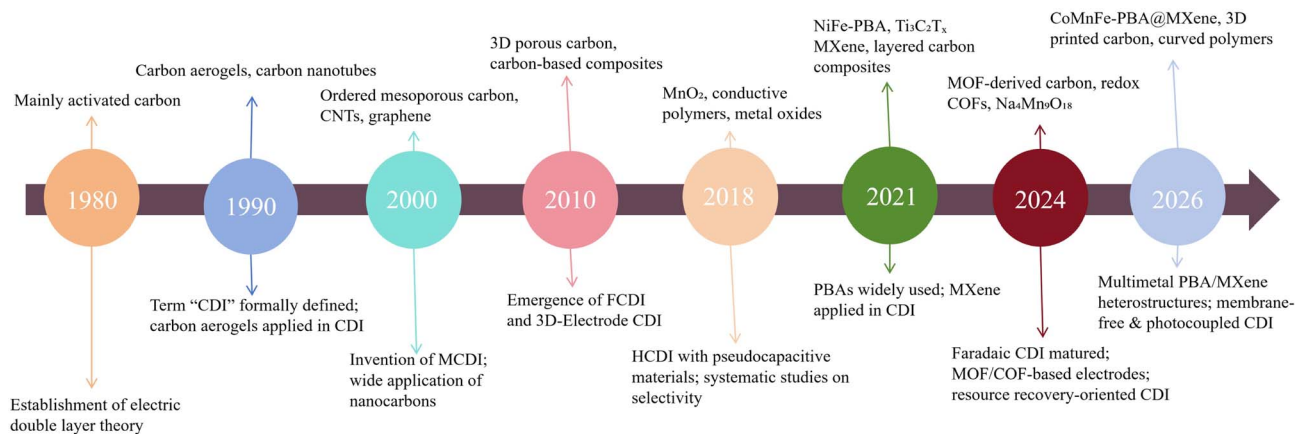 Mainly activated carbon
1980
Establishment of electric
double layer theory
Carbon aerogels, carbon nanotubes
1990
Term “CDI” formally defined;
carbon aerogels applied in CDI
Ordered mesoporous carbon,
CNTs, graphene
2000
Invention of MCDI;
wide application of
nanocarbons
3D porous carbon,
carbon-based composites
2010
Emergence of FCDI
and 3D-Electrode CDI
MnO₂, conductive
polymers, metal oxides
2018
HCDI with pseudocapacitive
materials; systematic studies on
selectivity
NiFe-PBA, Ti₃C₂Tₓ
MXene, layered carbon
composites
2021
PBAs widely used; MXene
applied in CDI
MOF-derived carbon, redox
COFs, Na₄Mn₉O₁₈
2024
Faradaic CDI matured;
MOF/COF-based electrodes;
resource recovery-oriented CDI
CoMnFe-PBA@MXene, 3D
printed carbon, curved polymers
2026
Multimetal PBA/MXene
heterostructures; membrane-
free & photocoupled CDI